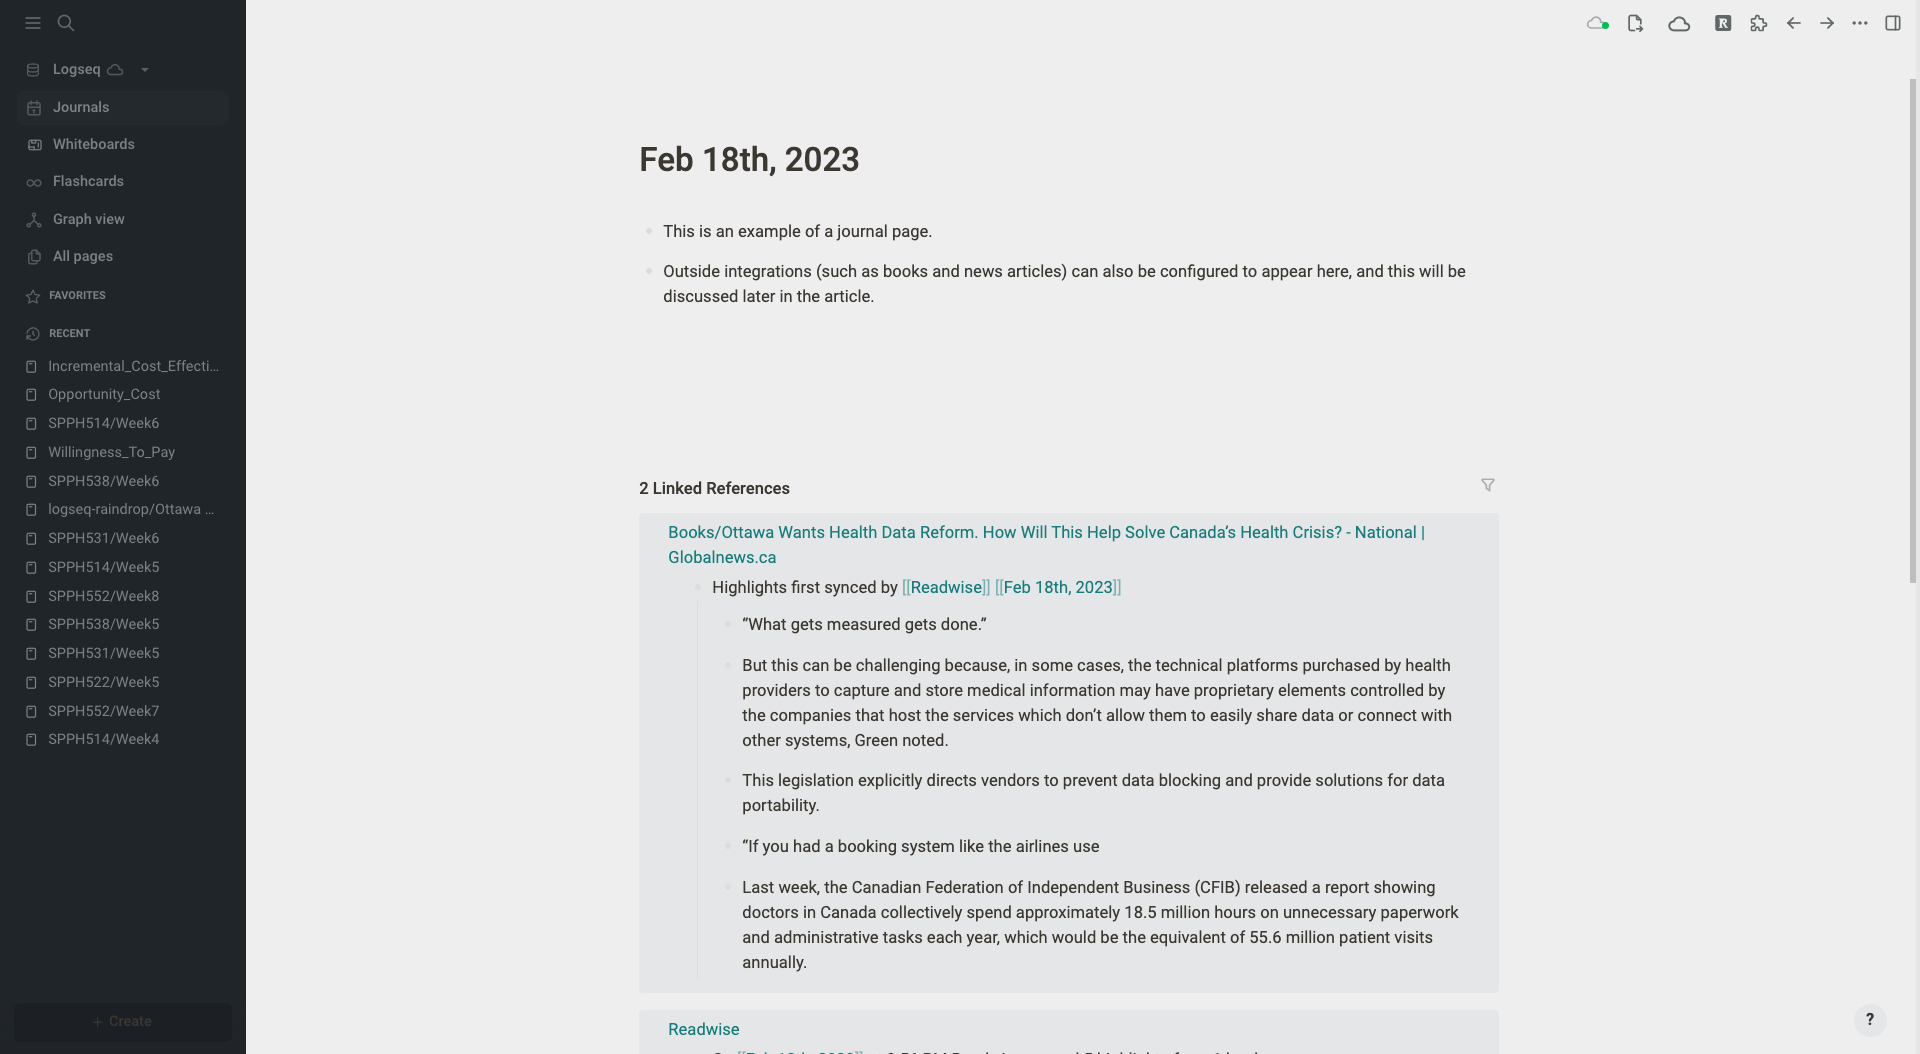 Logseq
Journals
Whiteboards
Flashcards
Graph view
All pages
FAVORITES
RECENT
Incremental_Cost_Effecti...
Opportunity_Cost
SPPH514/Week6
Willingness_To_Pay
SPPH538/Week6
logseq-raindrop/Ottawa ...
SPPH531/Week6
SPPH514/Week5
SPPH552/Week8
SPPH538/Week5
SPPH531/Week5
SPPH522/Week5
SPPH552/Week7
SPPH514/Week4
+ Create
R
Feb 18th, 2023
This is an example of a journal page.
Outside integrations (such as books and news articles) can also be configured to appear here, and this will be
discussed later in the article.
2 Linked References
Books/Ottawa Wants Health Data Reform. How Will This Help Solve Canada’s Health Crisis? - National |
Globalnews.ca
Highlights first synced by [[Readwise]] [[Feb 18th, 2023]]
“What gets measured gets done.“
But this can be challenging because, in some cases, the technical platforms purchased by health
providers to capture and store medical information may have proprietary elements controlled by
the companies that host the services which don’t allow them to easily share data or connect with
other systems, Green noted.
This legislation explicitly directs vendors to prevent data blocking and provide solutions for data
portability.
“If you had a booking system like the airlines use
Last week, the Canadian Federation of Independent Business (CFIB) released a report showing
doctors in Canada collectively spend approximately 18.5 million hours on unnecessary paperwork
and administrative tasks each year, which would be the equivalent of 55.6 million patient visits
annually.
Readwise
?